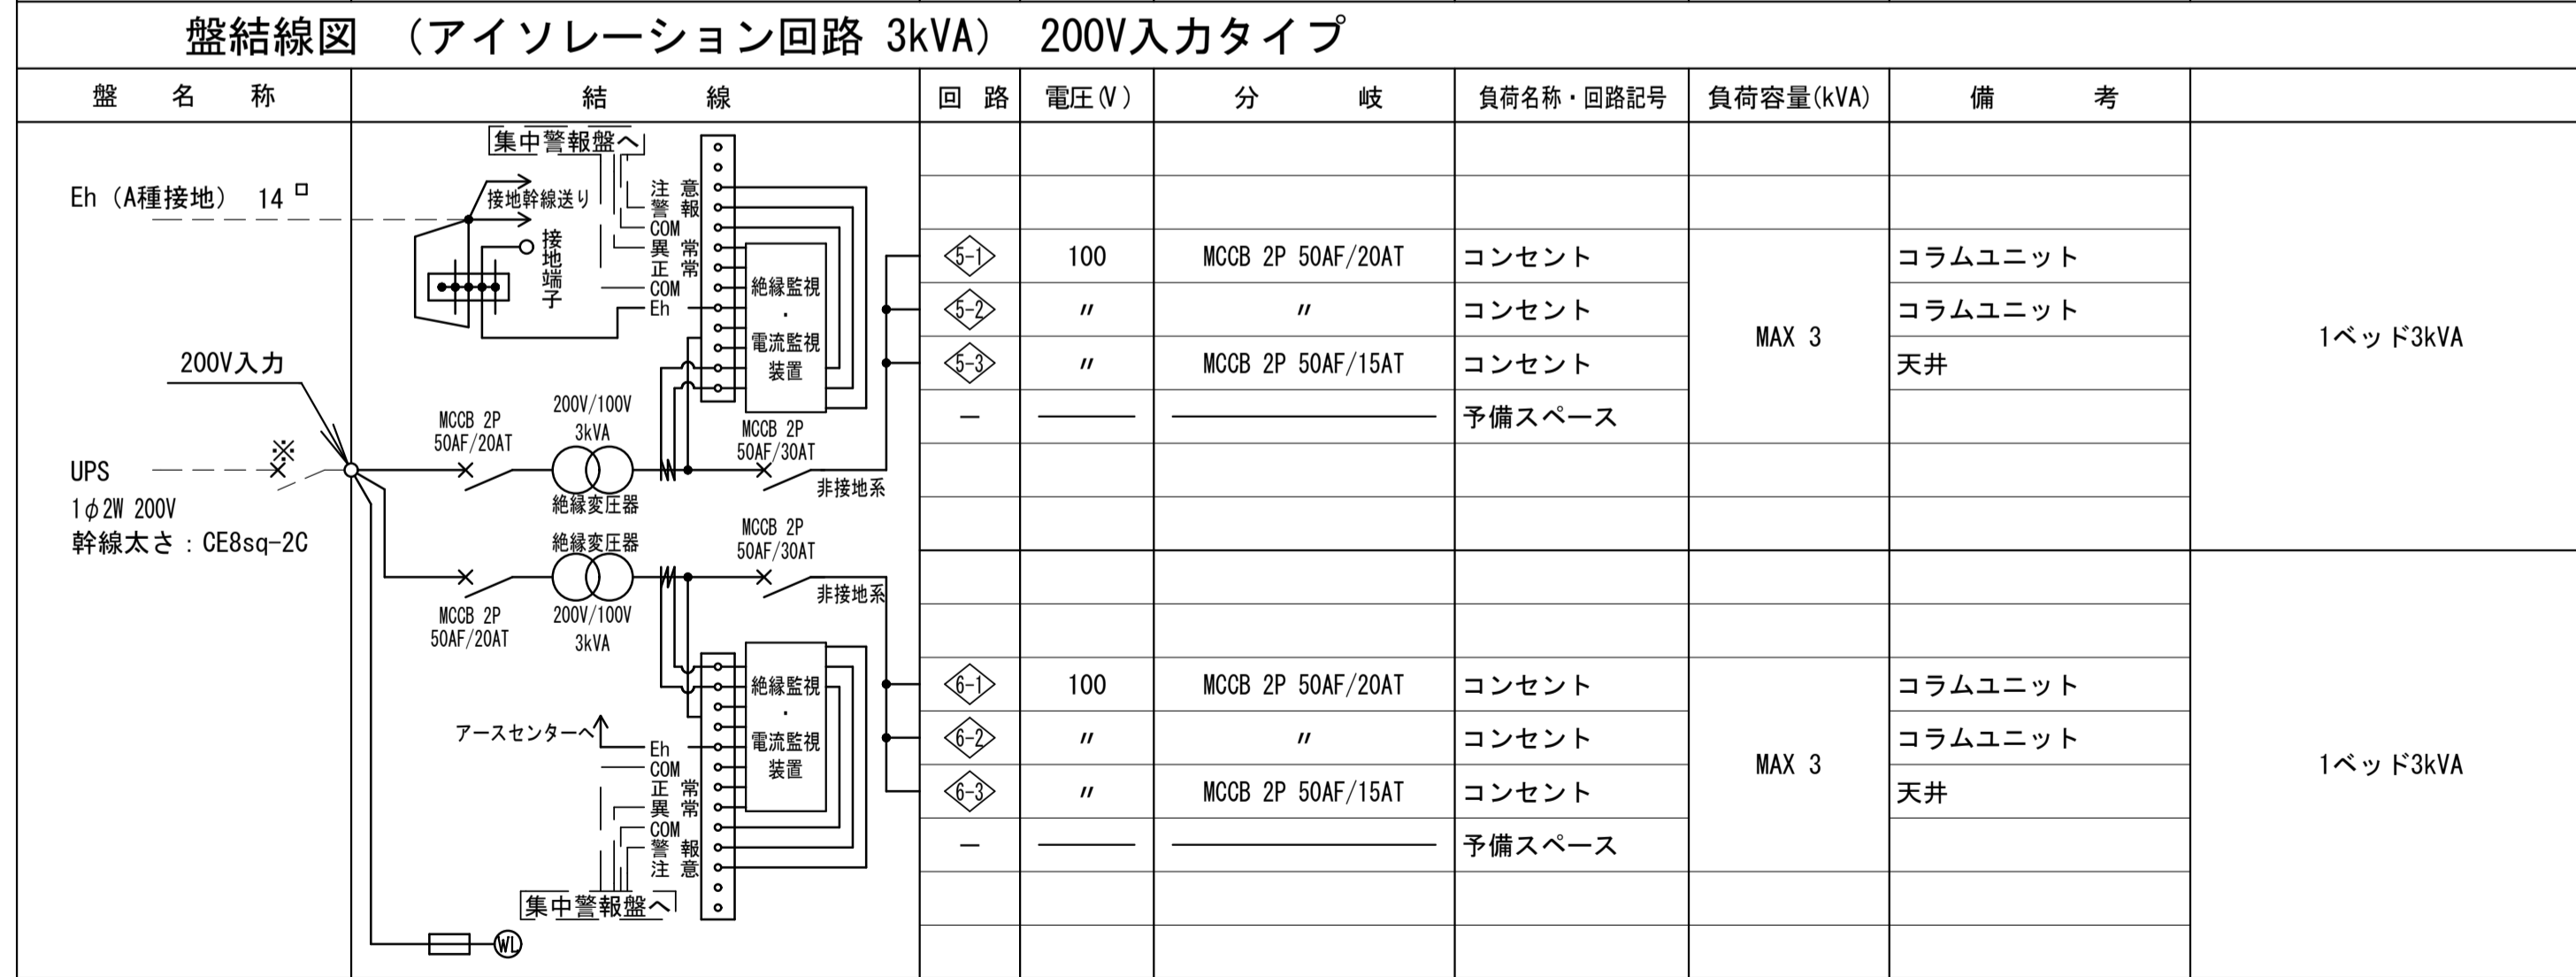 盤結線図 （アイソレーション回路 3kVA） 200V入力タイプ
盤名称 結線 回路 電圧(V) 分岐 負荷名称・回路記号 負荷容量(kVA) 備考
Eh（A種接地） 14□
200V入力
UPS
※
1φ2W 200V
幹線太さ：CE8sq-2C
集中警報盤へ
接地幹線送り
接地端子
注意
警報
COM
異常
正常
COM
Eh
絶縁監視
・
電流監視
装置
MCCB 2P
50AF/20AT
200V/100V
3kVA
絶縁変圧器
MCCB 2P
50AF/30AT
非接地系
絶縁変圧器
200V/100V
3kVA
MCCB 2P
50AF/20AT
MCCB 2P
50AF/30AT
非接地系
絶縁監視
・
電流監視
装置
アースセンターへ
Eh
COM
正常
異常
COM
警報
注意
集中警報盤へ
WL
5-1 100 MCCB 2P 50AF/20AT コンセント コラムユニット
5-2 〃 〃 コンセント コラムユニット
MAX 3 1ベッド3kVA
5-3 〃 MCCB 2P 50AF/15AT コンセント 天井
― ――― ――――― 予備スペース
6-1 100 MCCB 2P 50AF/20AT コンセント コラムユニット
6-2 〃 〃 コンセント コラムユニット
MAX 3 1ベッド3kVA
6-3 〃 MCCB 2P 50AF/15AT コンセント 天井
― ――― ――――― 予備スペース